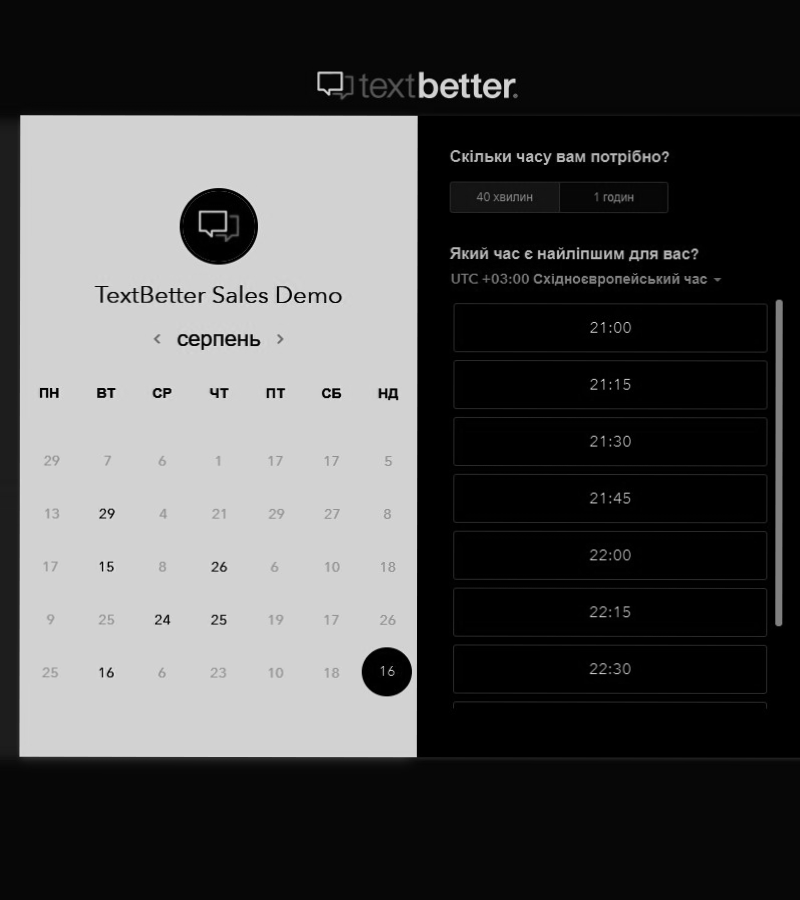 textbetter.
TextBetter Sales Demo
серпень
ПН ВТ СР ЧТ ПТ СБ НД
29 7 6 1 17 17 5
13 29 4 21 29 27 8
17 15 8 26 6 10 18
9 25 24 25 19 17 26
25 16 6 23 10 18 16
Скільки часу вам потрібно?
40 хвилин 1 годин
Який час є найліпшим для вас?
UTC +03:00 Східноєвропейський час
21:00
21:15
21:30
21:45
22:00
22:15
22:30